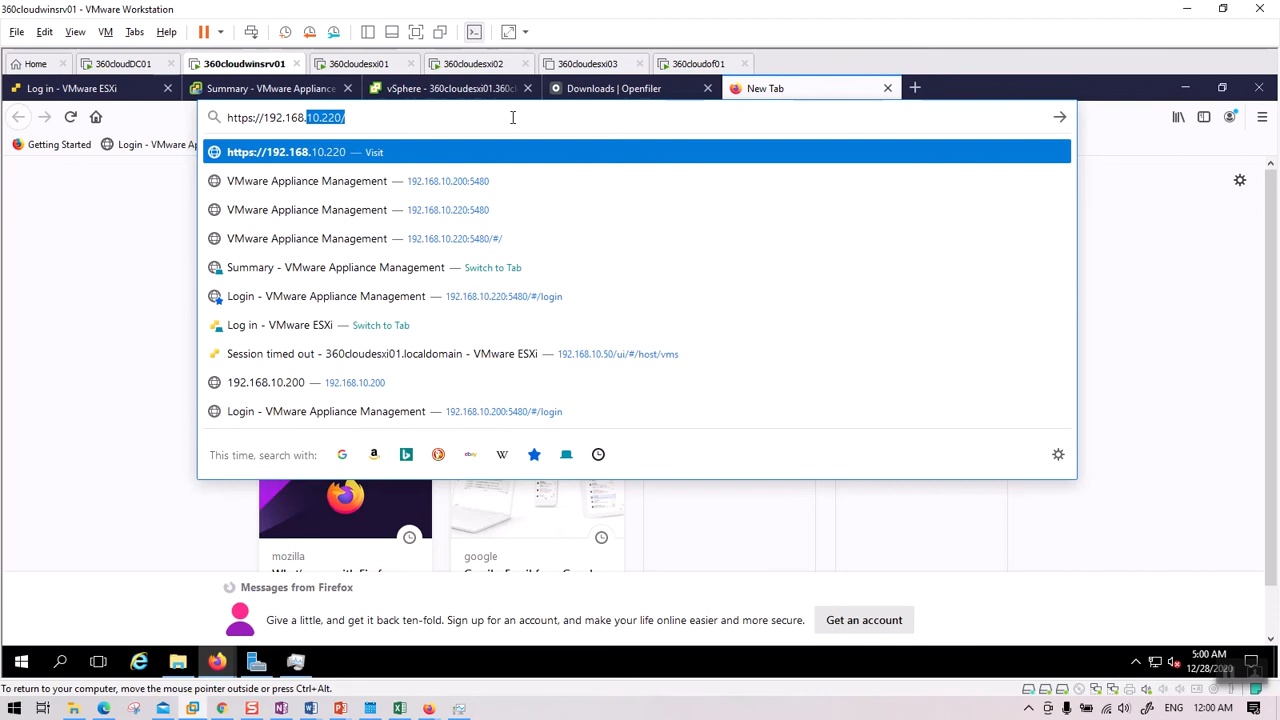 360cloudwinsrv01 - VMware Workstation
File Edit View VM Tabs Help
Home 360cloudDC01 360cloudwinsrv01 360cloudesxi01 360cloudesxi02 360cloudesxi03 360cloudof01
Log in - VMware ESXi Summary - VMware Appliance vSphere - 360cloudesxi01.360cl Downloads | Openfiler New Tab
https://192.168.10.220/
Getting Started Login - VMware A
https://192.168.10.220 — Visit
VMware Appliance Management — 192.168.10.200:5480
VMware Appliance Management — 192.168.10.220:5480
VMware Appliance Management — 192.168.10.220:5480/#/
Summary - VMware Appliance Management — Switch to Tab
Login - VMware Appliance Management — 192.168.10.220:5480/#/login
Log in - VMware ESXi — Switch to Tab
Session timed out - 360cloudesxi01.localdomain - VMware ESXi — 192.168.10.50/ui/#/host/vms
192.168.10.200 — 192.168.10.200
Login - VMware Appliance Management — 192.168.10.200:5480/#/login
This time, search with:
mozilla google
Messages from Firefox
Give a little, and get it back ten-fold. Sign up for an account, and make your life online easier and more secure. Get an account
5:00 AM
12/28/2020
To return to your computer, move the mouse pointer outside or press Ctrl+Alt.
ENG 12:00 AM